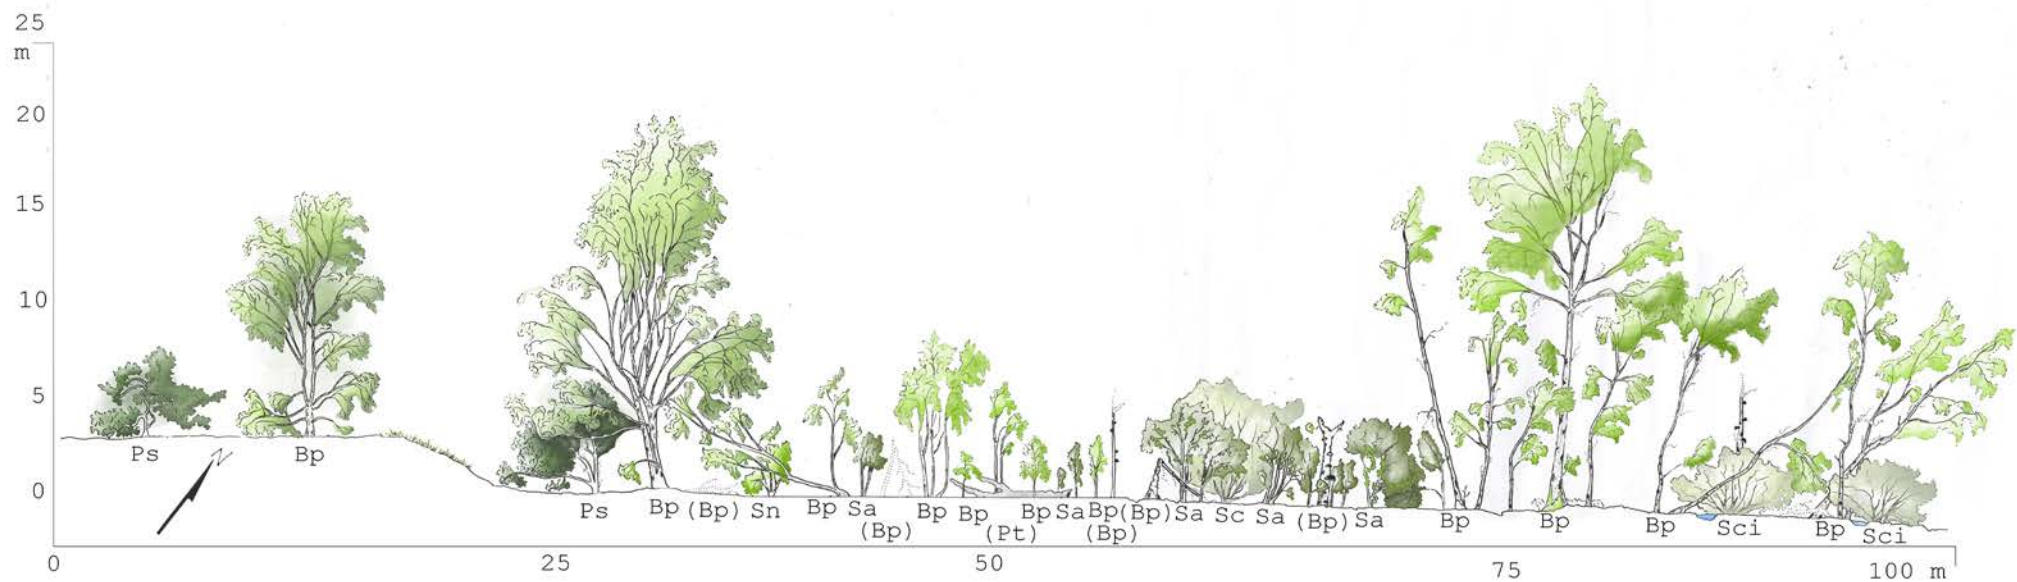 25
m
20
15
10
5
0
Ps
N
Bp
Ps
Bp (Bp) Sn
Bp Sa
(Bp)
Bp
Bp
(Pt)
Bp Sa Bp (Bp) Sa Sc Sa (Bp) Sa
(Bp)
Bp
Bp
Bp
Sci
Bp
Sci
0
25
50
75
100 m